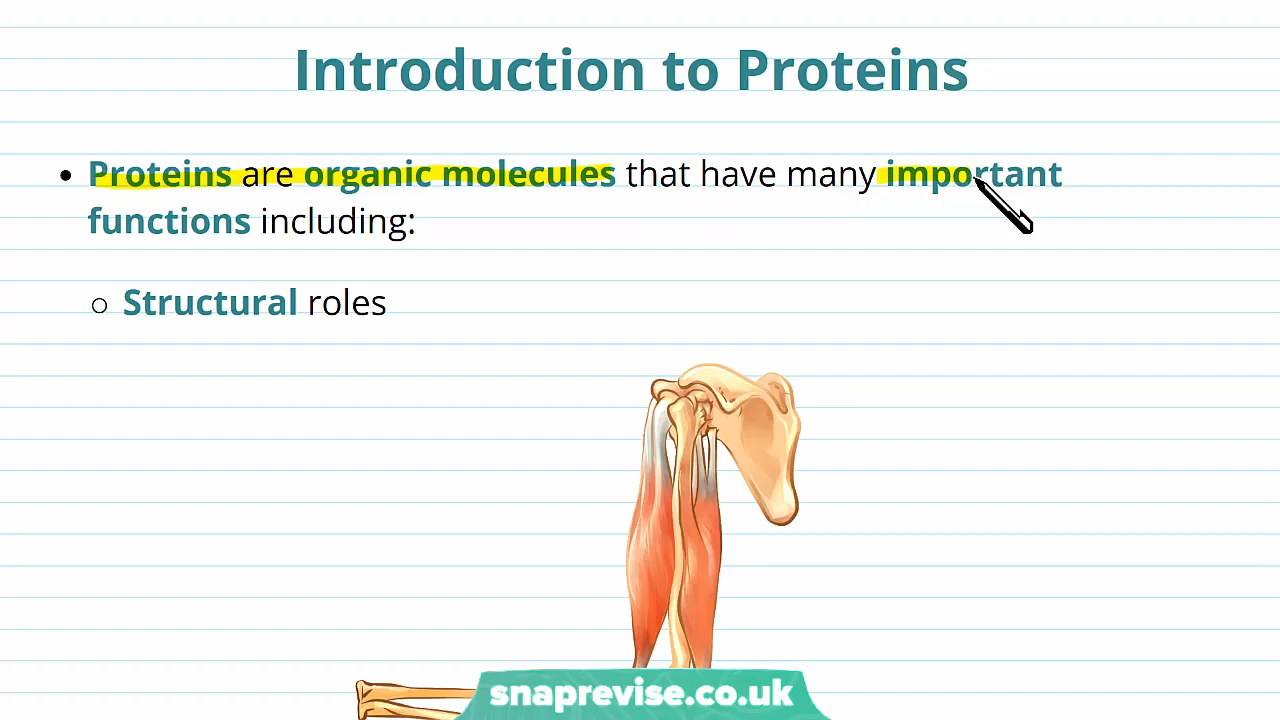 Introduction to Proteins
• Proteins are organic molecules that have many important
functions including:
○ Structural roles
snaprevise.co.uk